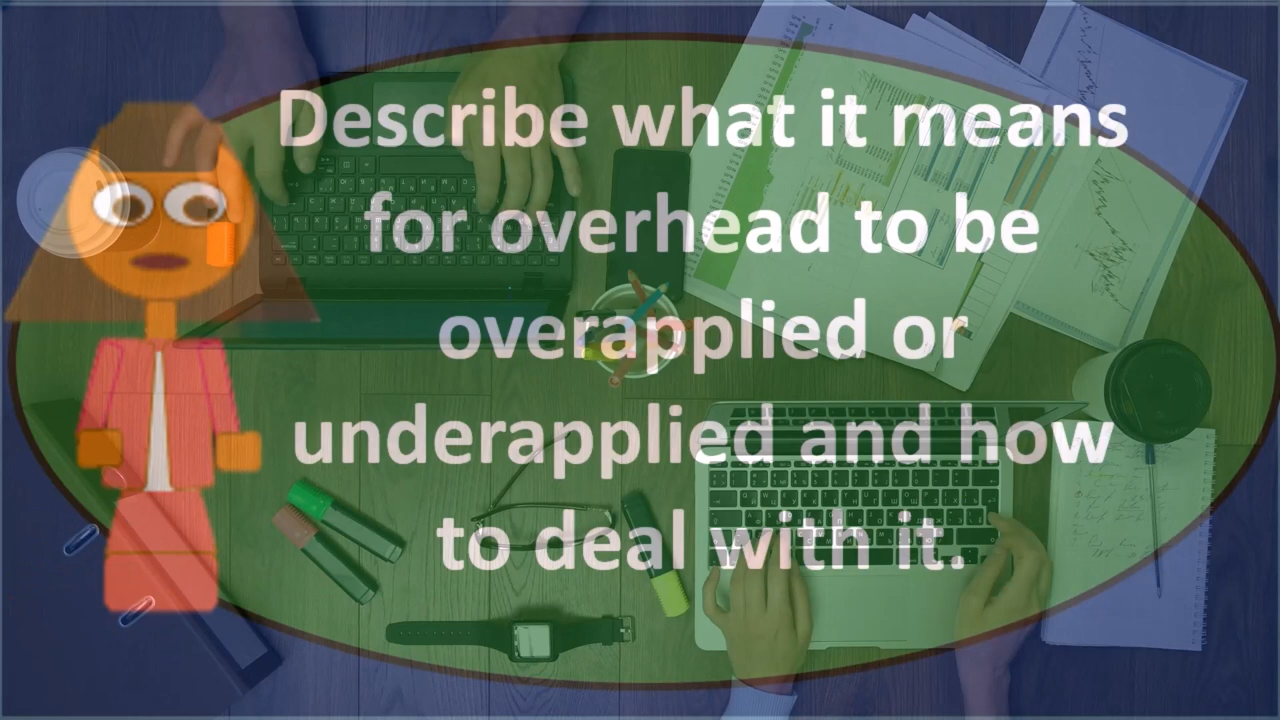 Describe what it means
for overhead to be
overapplied or
underapplied and how
to deal with it.